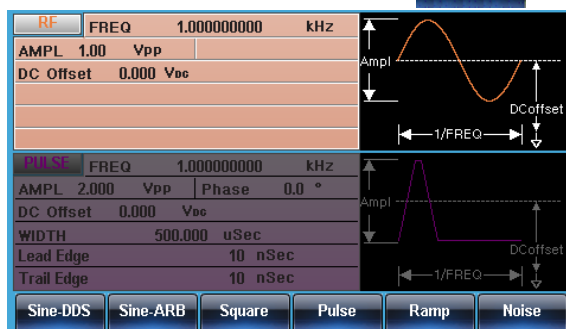 RF FREQ 1.000000000 kHz
AMPL 1.00 Vpp
DC Offset 0.000 VDC
Ampl
DCoffset
1/FREQ
PULSE FREQ 1.000000000 kHz
AMPL 2.000 Vpp Phase 0.0 °
DC Offset 0.000 VDC
WIDTH 500.000 uSec
Lead Edge 10 nSec
Trail Edge 10 nSec
Ampl
DCoffset
1/FREQ
Sine-DDS Sine-ARB Square Pulse Ramp Noise